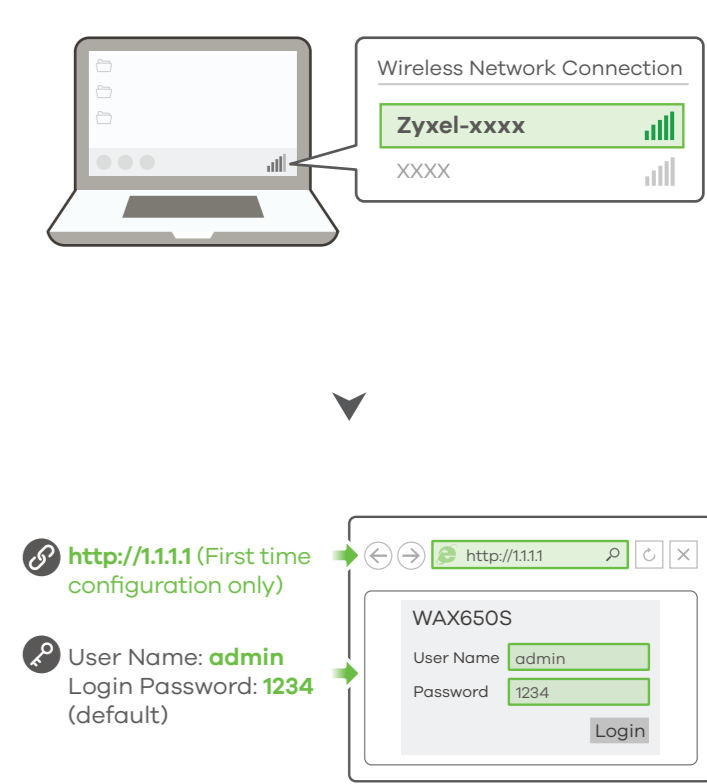 Wireless Network Connection
Zyxel-xxxx
XXXX
http://1.1.1.1 (First time
configuration only)
http://1.1.1.1
WAX650S
User Name: admin
Login Password: 1234
(default)
User Name admin
Password 1234
Login